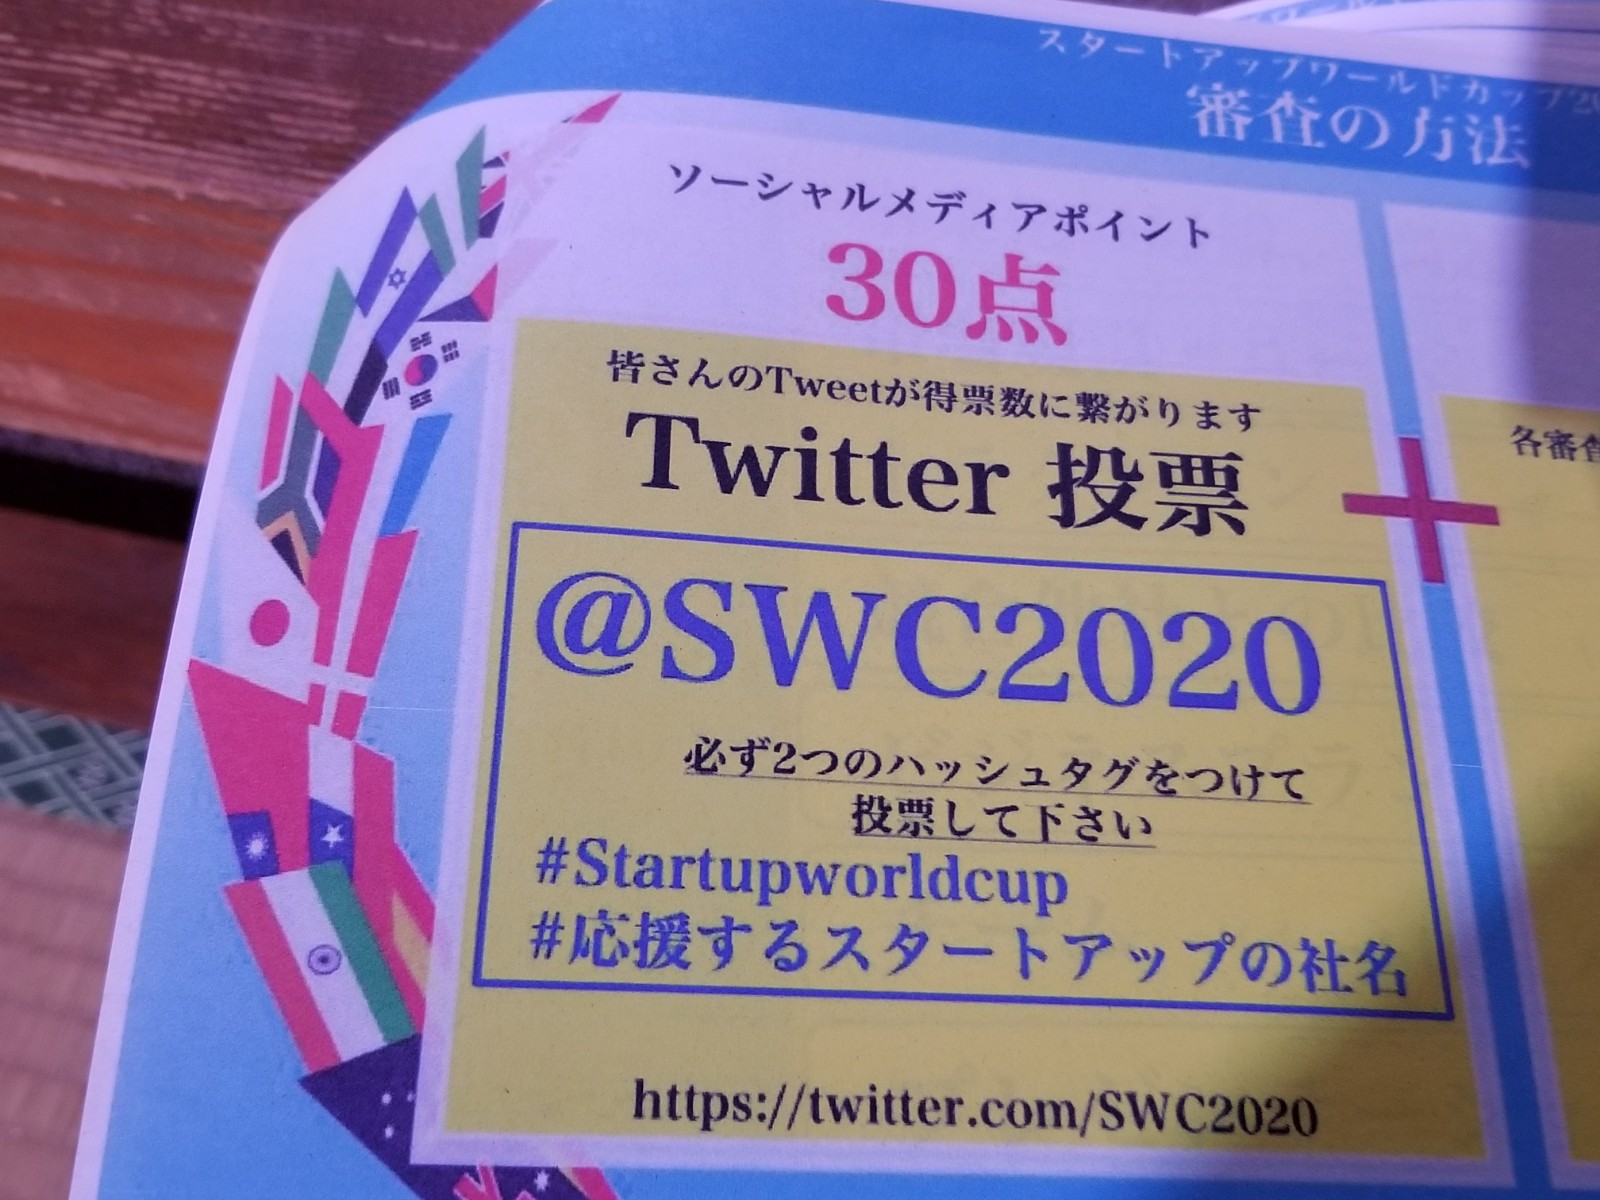 スタートアップワールドカップ20
審査の方法
ソーシャルメディアポイント
30点
皆さんのTweetが得票数に繋がります
Twitter 投票
@SWC2020
必ず2つのハッシュタグをつけて
投票して下さい
#Startupworldcup
#応援するスタートアップの社名
https://twitter.com/SWC2020
+
各審査